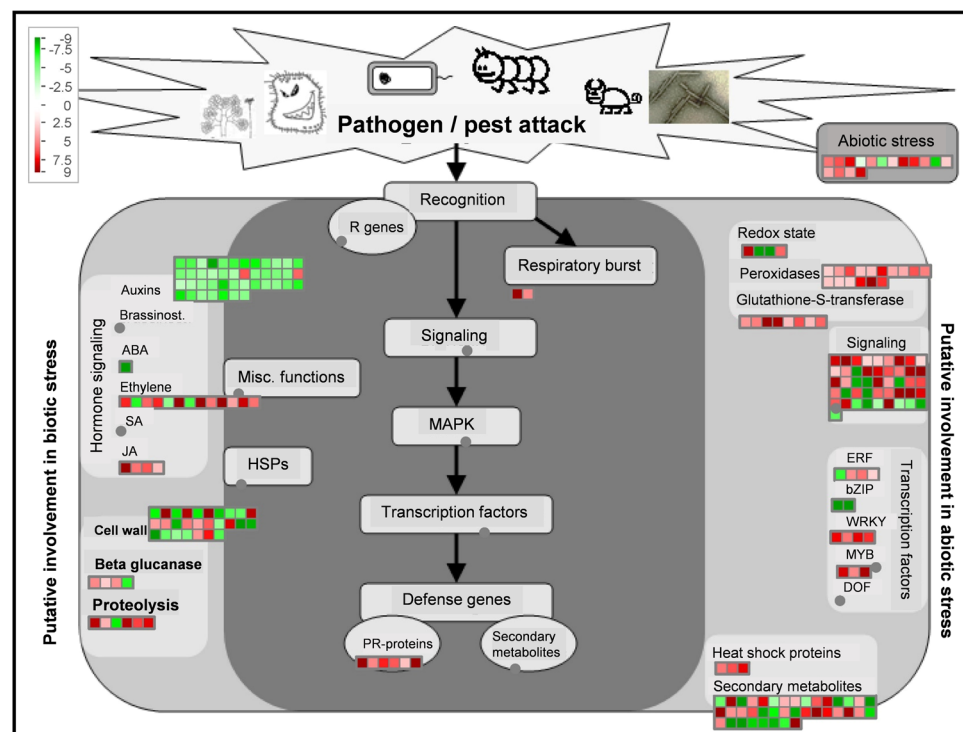 -9
-7.5
-5
-2.5
0
2.5
5
7.5
9
Pathogen / pest attack
Abiotic stress
Recognition
R genes
Respiratory burst
Redox state
Peroxidases
Glutathione-S-transferase
Auxins
Brassinost.
ABA
Ethylene
SA
JA
Hormone signaling
Signaling
Signaling
Misc. functions
MAPK
HSPs
ERF
bZIP
WRKY
MYB
DOF
Transcription factors
Transcription factors
Cell wall
Beta glucanase
Proteolysis
Defense genes
PR-proteins
Secondary
metabolites
Heat shock proteins
Secondary metabolites
Putative involvement in biotic stress
Putative involvement in abiotic stress